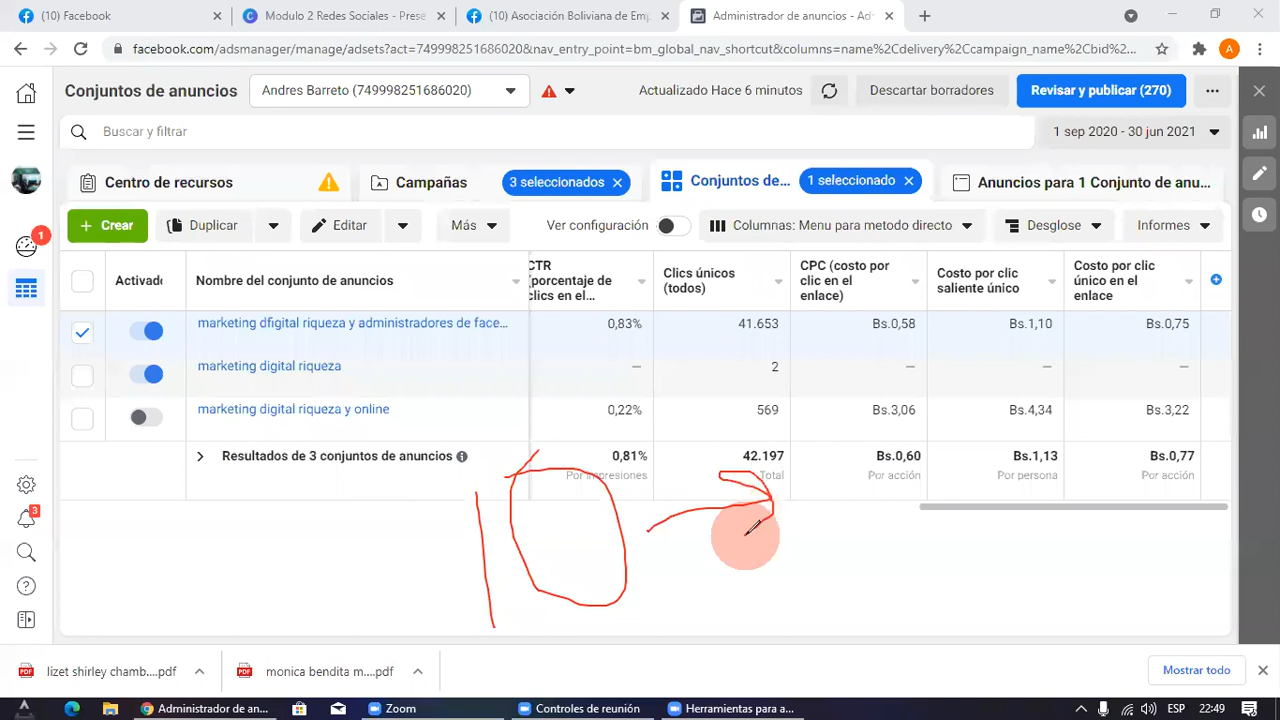 (10) Facebook
Modulo 2 Redes Sociales - Prese
(10) Asociación Boliviana de Emp
Administrador de anuncios - Adn
facebook.com/adsmanager/manage/adsets?act=749998251686020&nav_entry_point=bm_global_nav_shortcut&columns=name%2Cdelivery%2Ccampaign_name%2Cbid%2C...
A
Conjuntos de anuncios
Andres Barreto (749998251686020)
Actualizado Hace 6 minutos
Descartar borradores
Revisar y publicar (270)
Buscar y filtrar
1 sep 2020 - 30 jun 2021
Centro de recursos
Campañas
3 seleccionados
Conjuntos de...
1 seleccionado
Anuncios para 1 Conjunto de anu...
+ Crear
Duplicar
Editar
Más
Ver configuración
Columnas: Menu para metodo directo
Desglose
Informes
Activado
Nombre del conjunto de anuncios
CTR (porcentaje de clics en el...
Clics únicos (todos)
CPC (costo por clic en el enlace)
Costo por clic saliente único
Costo por clic único en el enlace
marketing dfigital riqueza y administradores de face...
0,83%
41.653
Bs.0,58
Bs.1,10
Bs.0,75
marketing digital riqueza
—
2
—
—
—
marketing digital riqueza y online
0,22%
569
Bs.3,06
Bs.4,34
Bs.3,22
Resultados de 3 conjuntos de anuncios
0,81%
42.197
Bs.0,60
Bs.1,13
Bs.0,77
Por impresiones
Total
Por acción
Por persona
Por acción
10
1
3
lizet shirley chamb....pdf
monica bendita m....pdf
Mostrar todo
Administrador de an...
Zoom
Controles de reunión
Herramientas para a...
ESP
22:49